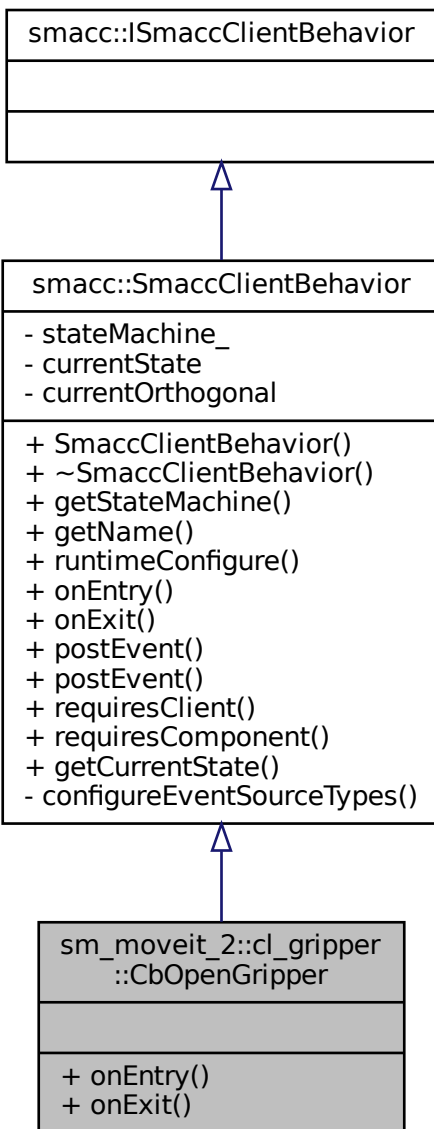 smacc::ISmaccClientBehavior
smacc::SmaccClientBehavior
- stateMachine_
- currentState
- currentOrthogonal
+ SmaccClientBehavior()
+ ~SmaccClientBehavior()
+ getStateMachine()
+ getName()
+ runtimeConfigure()
+ onEntry()
+ onExit()
+ postEvent()
+ postEvent()
+ requiresClient()
+ requiresComponent()
+ getCurrentState()
- configureEventSourceTypes()
sm_moveit_2::cl_gripper
::CbOpenGripper
+ onEntry()
+ onExit()